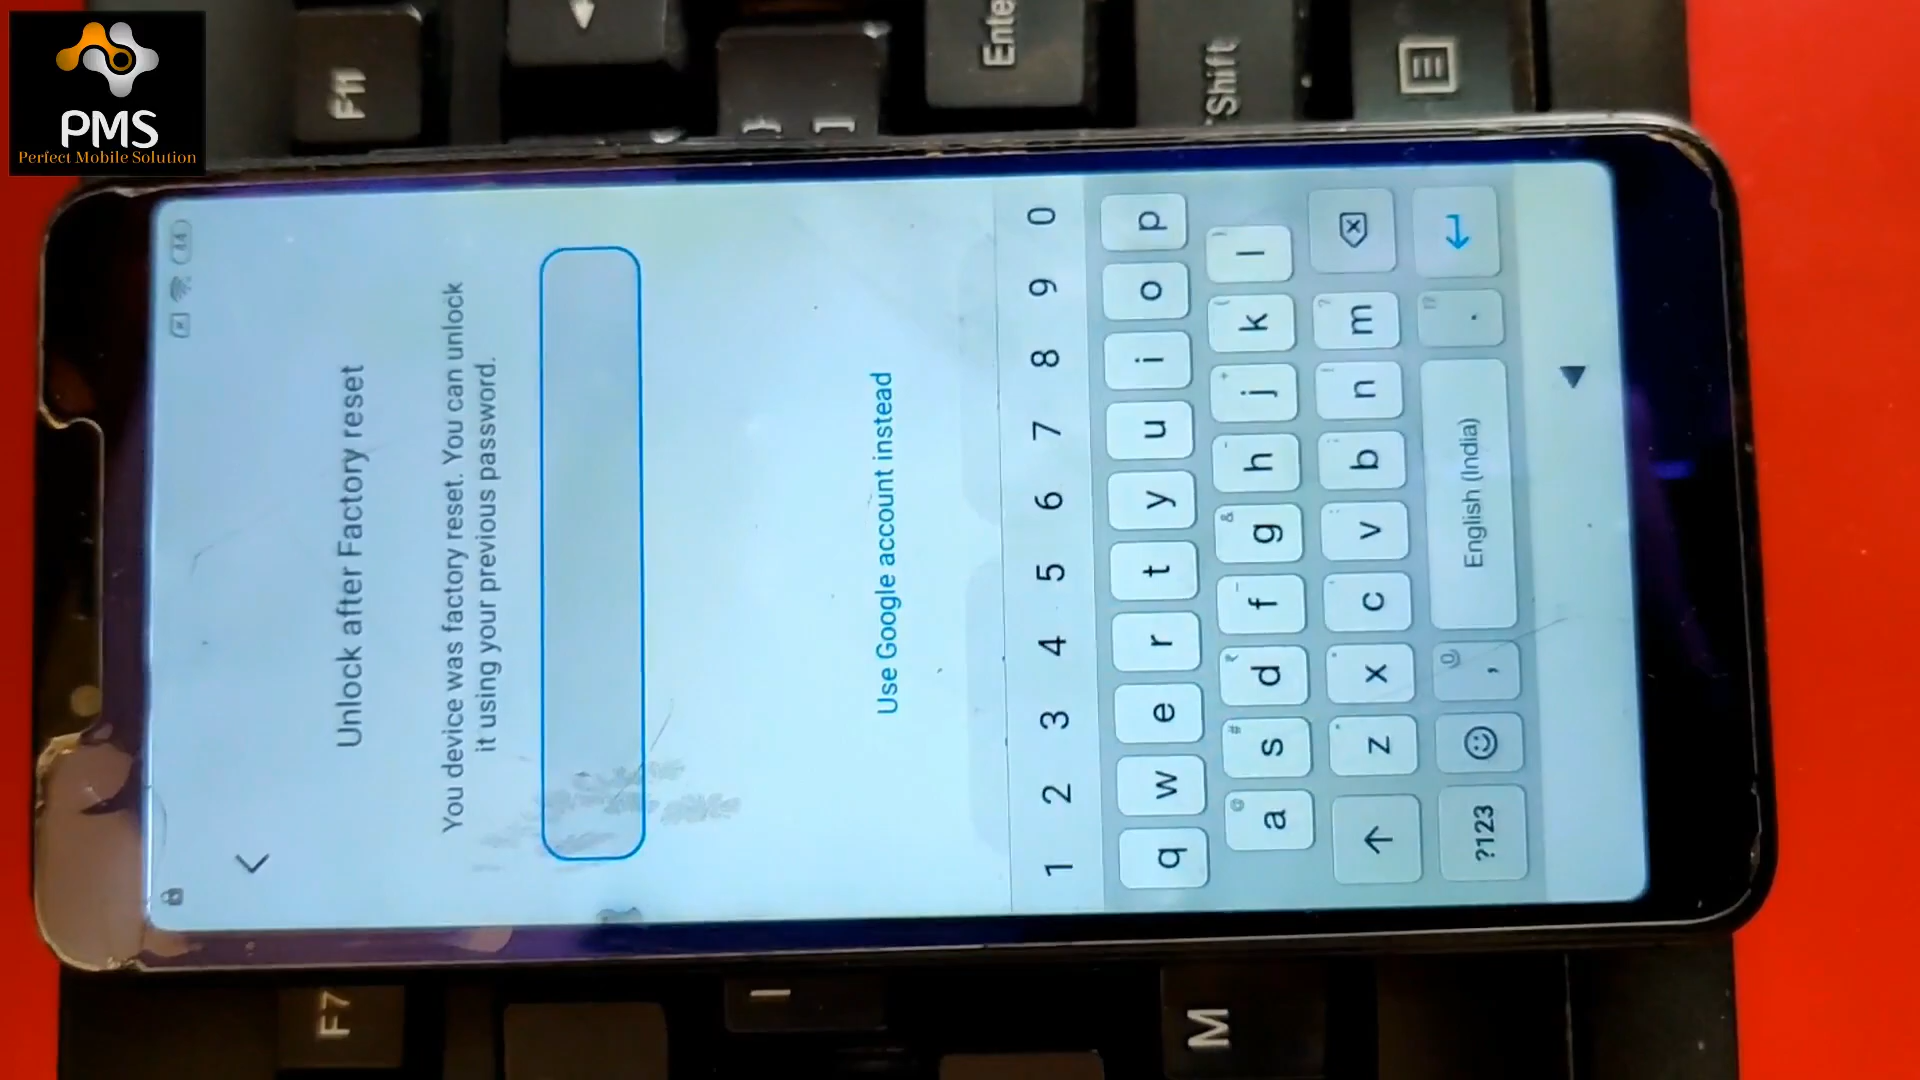 PMS
Perfect Mobile Solution
44
Unlock after Factory reset
You device was factory reset. You can unlock
it using your previous password.
Use Google account instead
1 2 3 4 5 6 7 8 9 0
q w e r t y u i o p
a s d f g h j k l
@ # ₹ _ & - + ( )
z x c v b n m
?123 , English (India) .
F11
Enter
Shift
} ]
F7
I
M